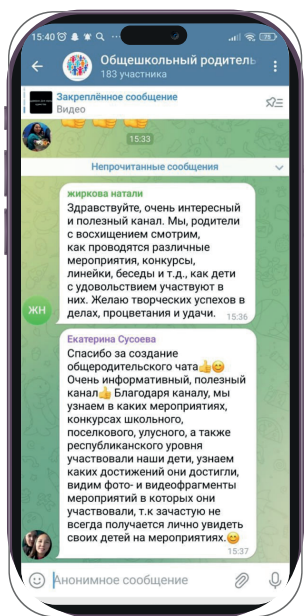 15:40
Общешкольный родитель
183 участника
Закреплённое сообщение
Видео
15:33
Непрочитанные сообщения
жиркова натали
Здравствуйте, очень интересный
и полезный канал. Мы, родители
с восхищением смотрим,
как проводятся различные
мероприятия, конкурсы,
линейки, беседы и т.д., как дети
с удовольствием участвуют в
них. Желаю творческих успехов в
делах, процветания и удачи. 15:36
ЖН
Екатерина Сусоева
Спасибо за создание
общеродительского чата👍😊
Очень информативный, полезный
канал👍 Благодаря каналу, мы
узнаем в каких мероприятиях,
конкурсах школьного,
поселкового, улусного, а также
республиканского уровня
участвовали наши дети, узнаем
каких достижений они достигли,
видим фото- и видеофрагменты
мероприятий в которых они
участвовали, т.к зачастую не
всегда получается лично увидеть
своих детей на мероприятиях.😄
15:37
Анонимное сообщение